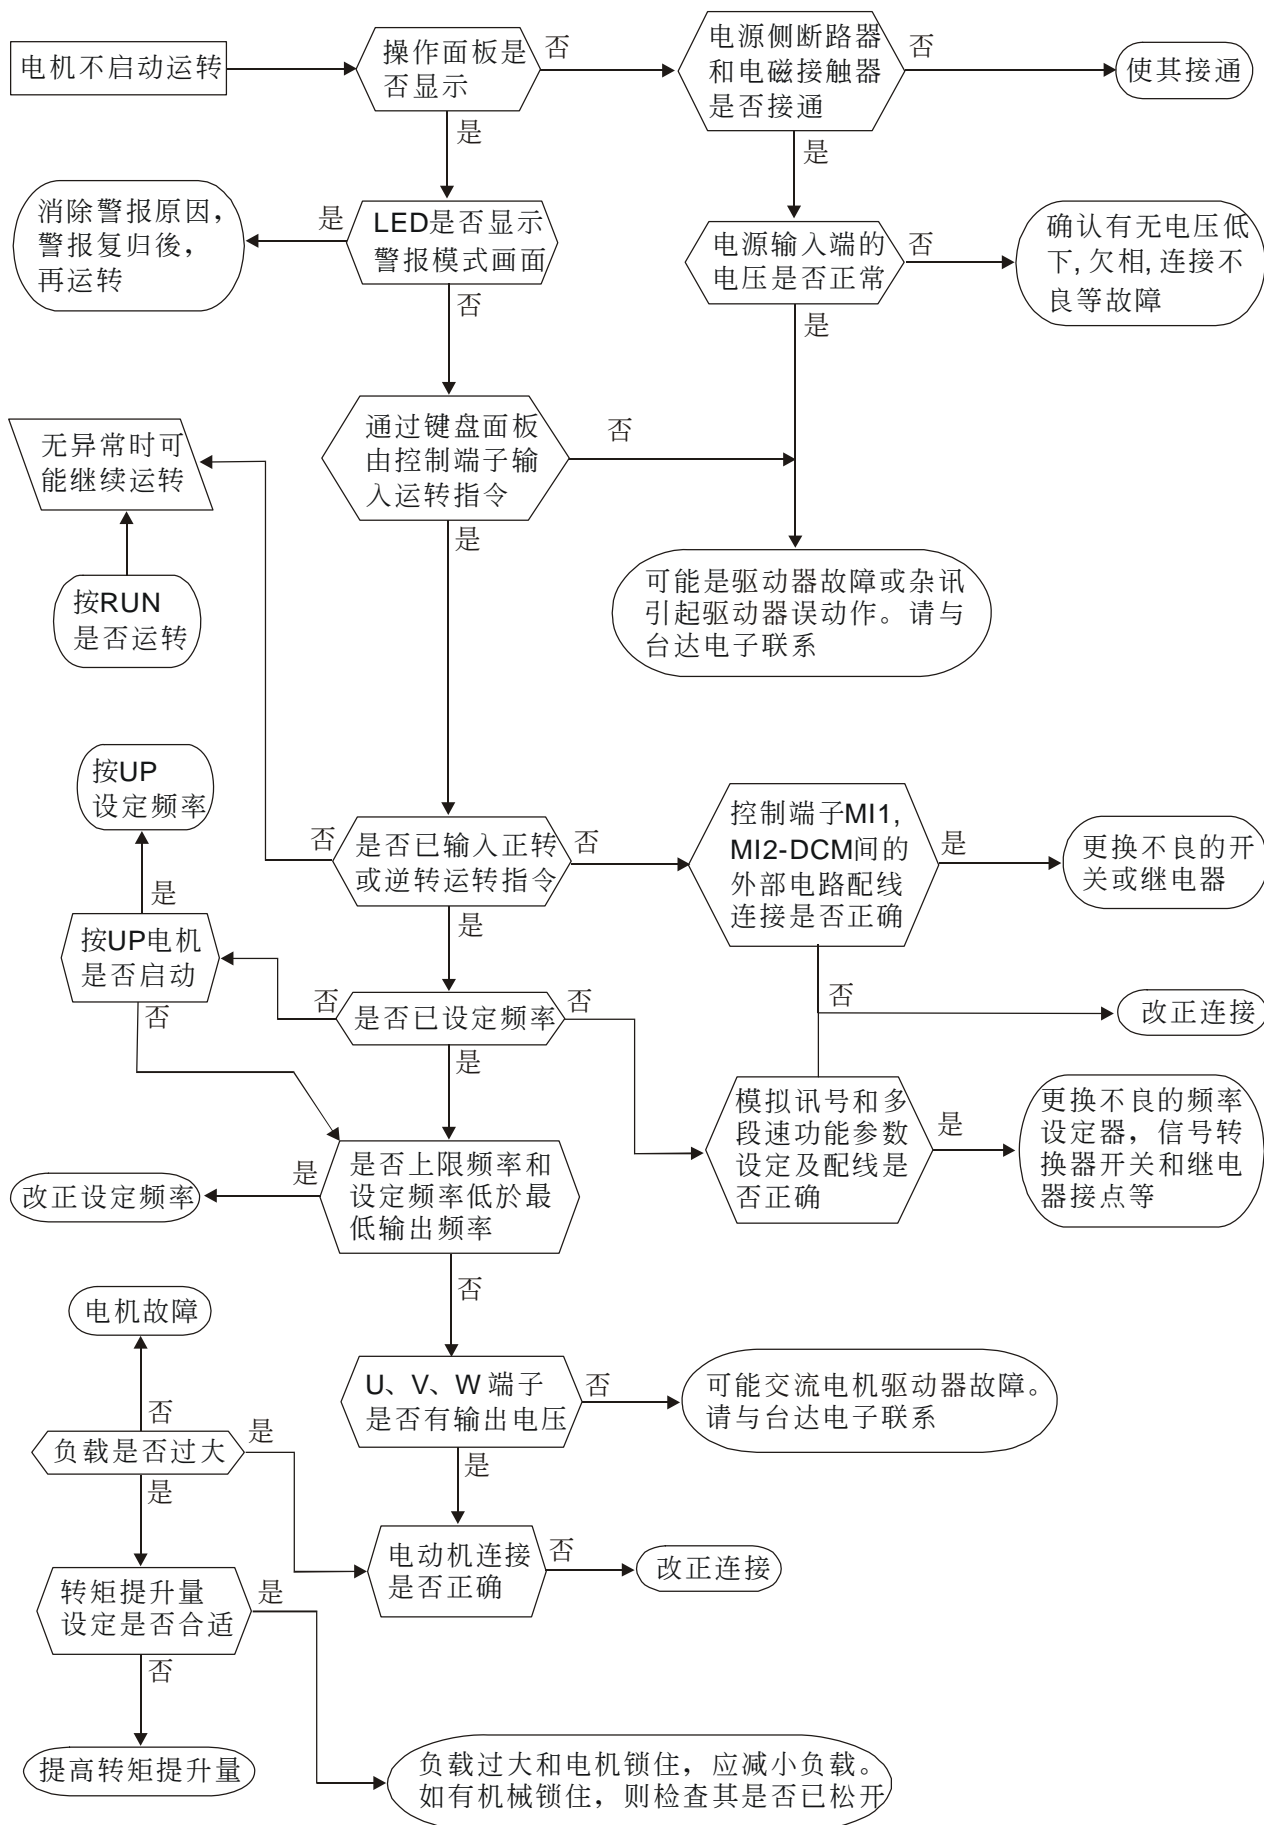 电机不启动运转
操作面板是
否显示
否
电源侧断路器
和电磁接触器
是否接通
否
使其接通
是
是
消除警报原因，
警报复归後，
再运转
是
LED是否显示
警报模式画面
否
电源输入端的
电压是否正常
否
确认有无电压低
下,欠相,连接不
良等故障
是
无异常时可
能继续运转
通过键盘面板
由控制端子输
入运转指令
否
是
按RUN
是否运转
可能是驱动器故障或杂讯
引起驱动器误动作。请与
台达电子联系
按UP
设定频率
否
是否已输入正转
或逆转运转指令
否
控制端子MI1,
MI2-DCM间的
外部电路配线
连接是否正确
是
更换不良的开
关或继电器
是
是
按UP电机
是否启动
否
否
是否已设定频率
否
否
改正连接
是
模拟讯号和多
段速功能参数
设定及配线是
否正确
是
更换不良的频率
设定器，信号转
换器开关和继电
器接点等
改正设定频率
是
是否上限频率和
设定频率低於最
低输出频率
否
电机故障
否
U、V、W 端子
是否有输出电压
否
可能交流电机驱动器故障。
请与台达电子联系
负载是否过大
是
是
是
电动机连接
是否正确
否
改正连接
转矩提升量
设定是否合适
是
否
提高转矩提升量
负载过大和电机锁住，应减小负载。
如有机械锁住，则检查其是否已松开